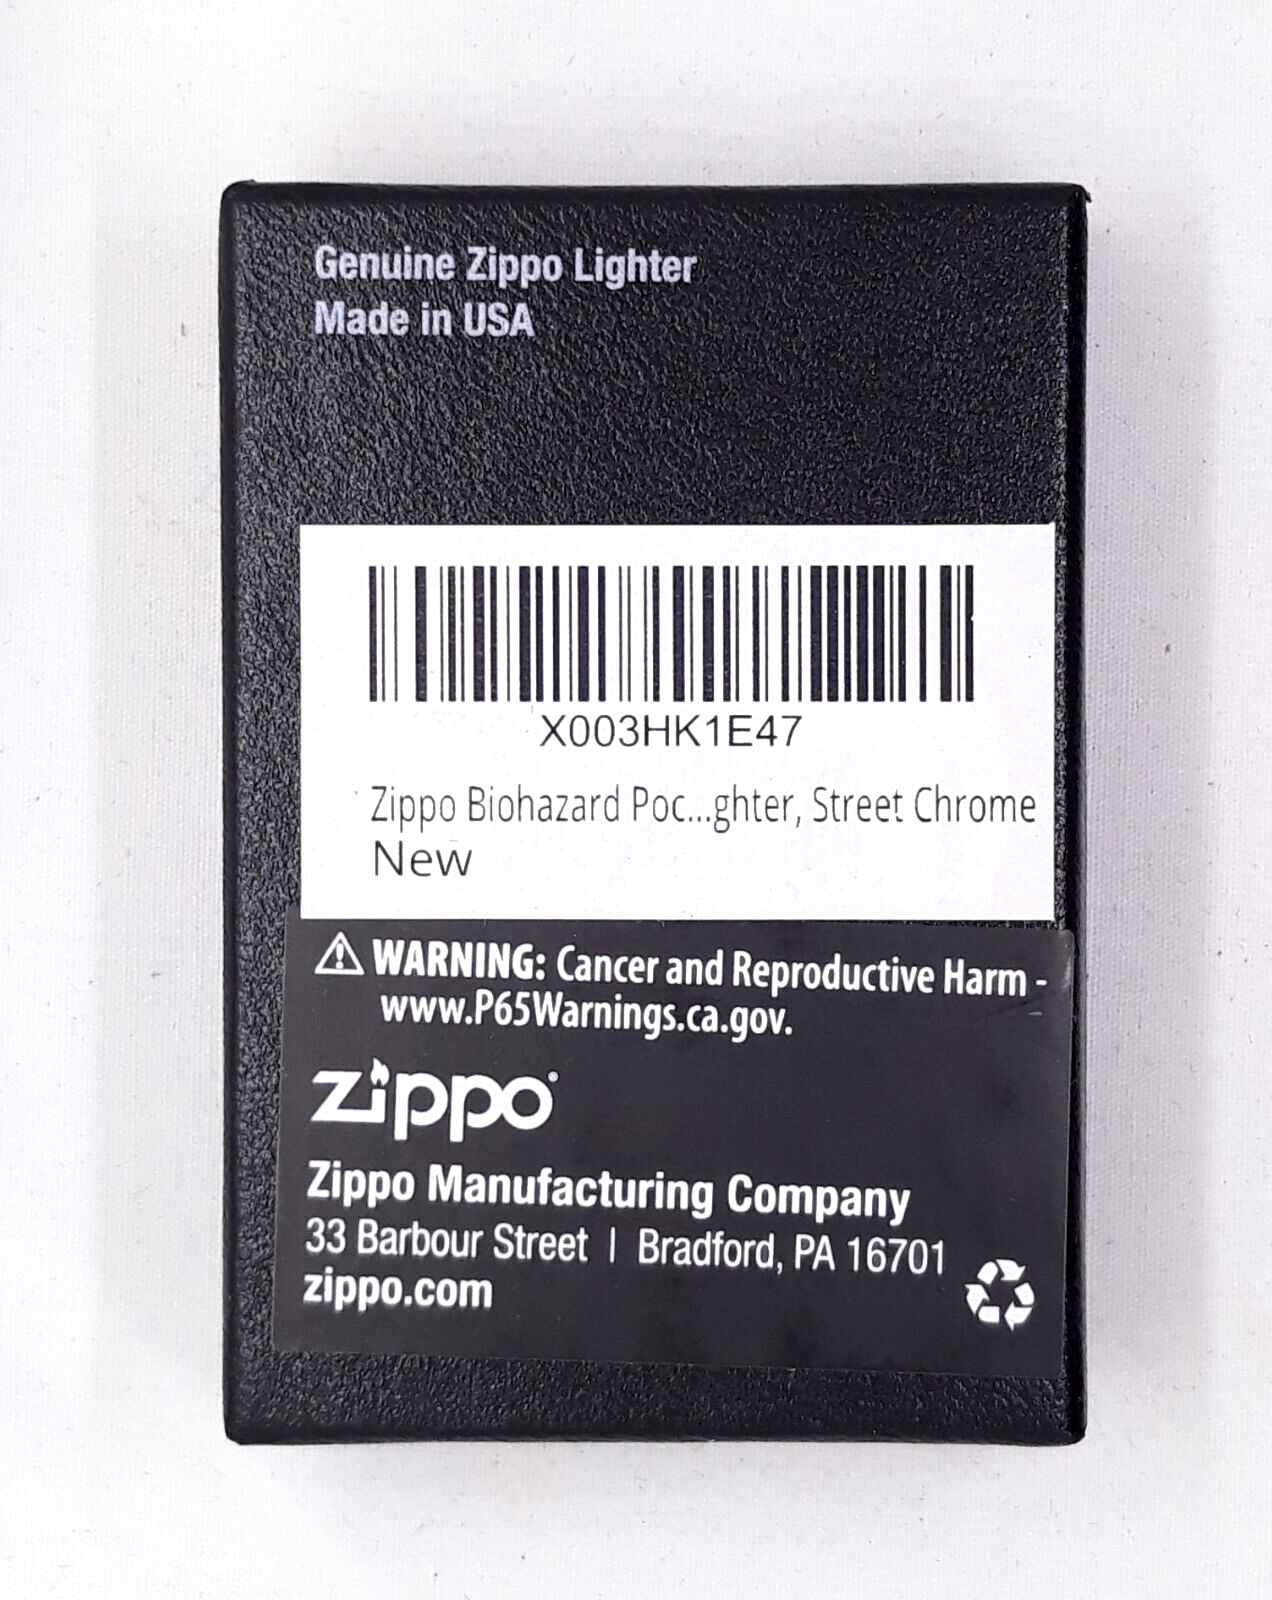 Genuine Zippo Lighter
Made in USA
X003HK1E47
Zippo Biohazard Poc...ghter, Street Chrome
New
WARNING: Cancer and Reproductive Harm -
www.P65Warnings.ca.gov.
zippo®
Zippo Manufacturing Company
33 Barbour Street | Bradford, PA 16701
zippo.com